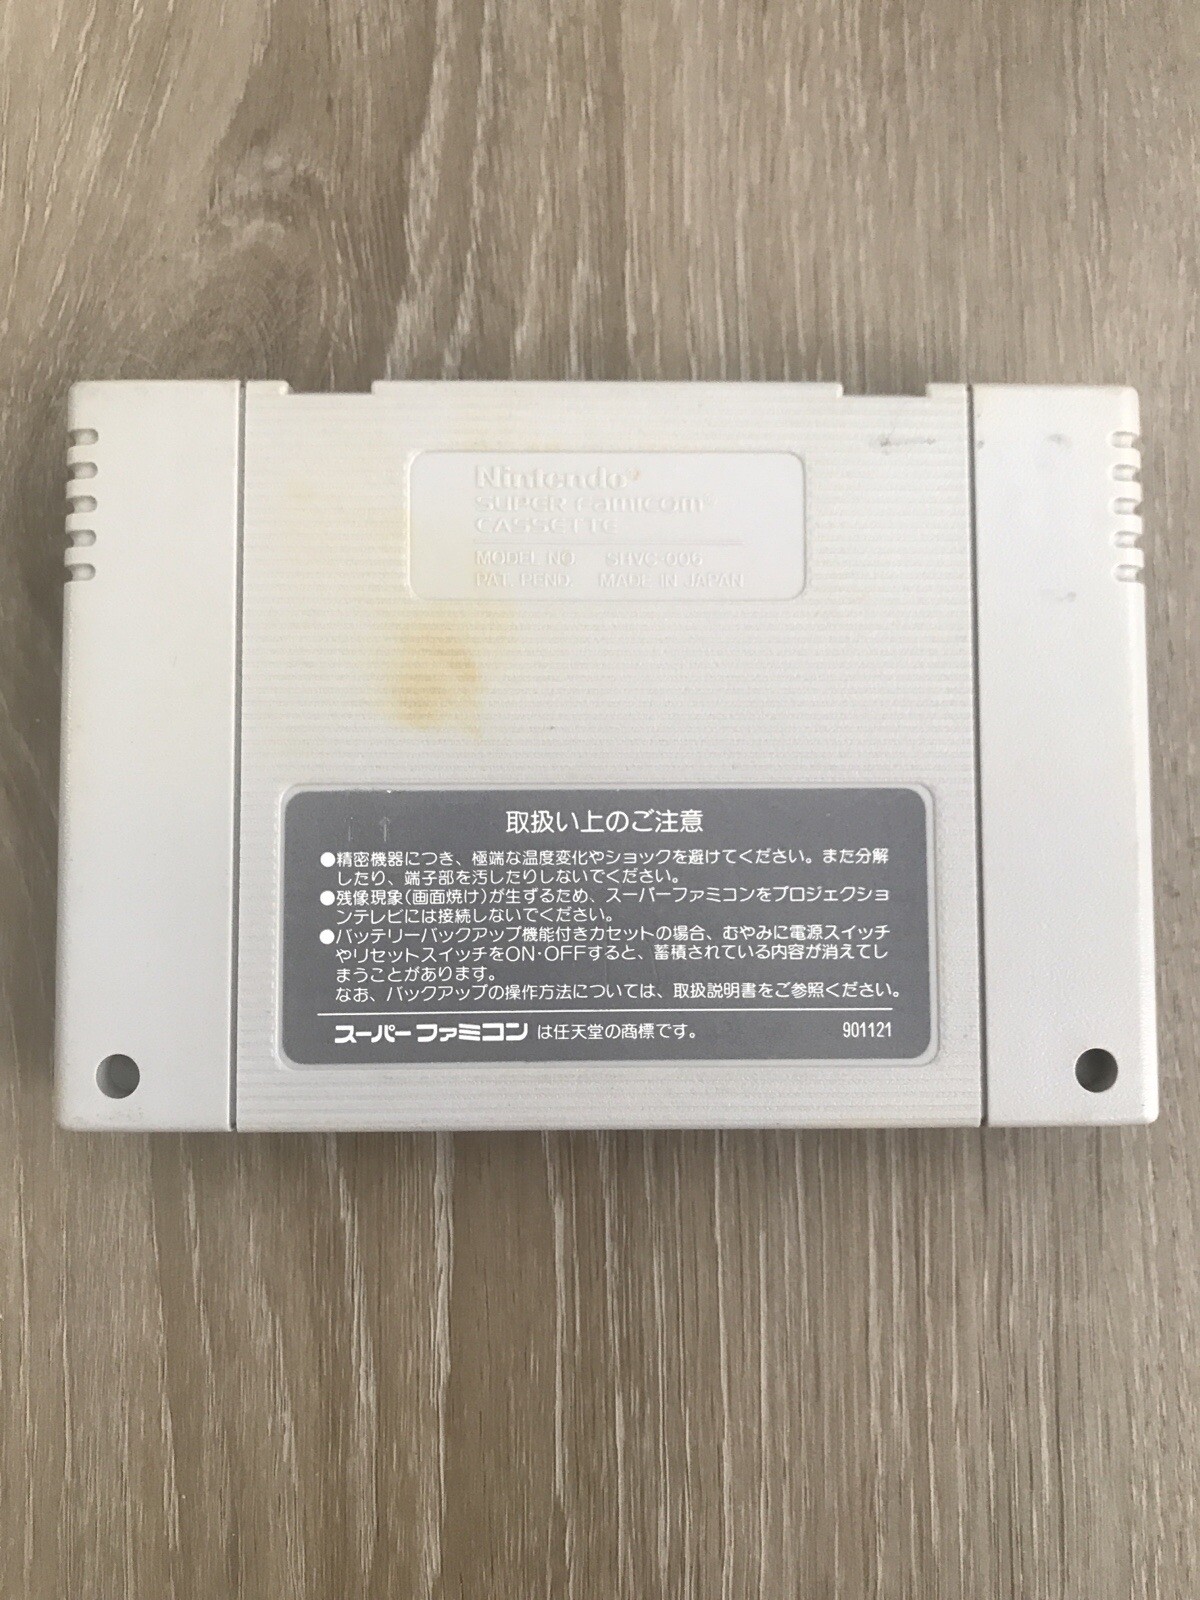 Nintendo
SUPER Famicom
CASSETTE
MODEL NO. SHVC-006
PAT. PEND. MADE IN JAPAN
取扱い上のご注意
●精密機器につき、極端な温度変化やショックを避けてください。また分解
したり、端子部を汚したりしないでください。
●残像現象(画面焼け)が生ずるため、スーパーファミコンをプロジェクショ
ンテレビには接続しないでください。
●バッテリーバックアップ機能付きカセットの場合、むやみに電源スイッチ
やリセットスイッチをON・OFFすると、蓄積されている内容が消えてし
まうことがあります。
なお、バックアップの操作方法については、取扱説明書をご参照ください。
スーパーファミコン は任天堂の商標です。 901121